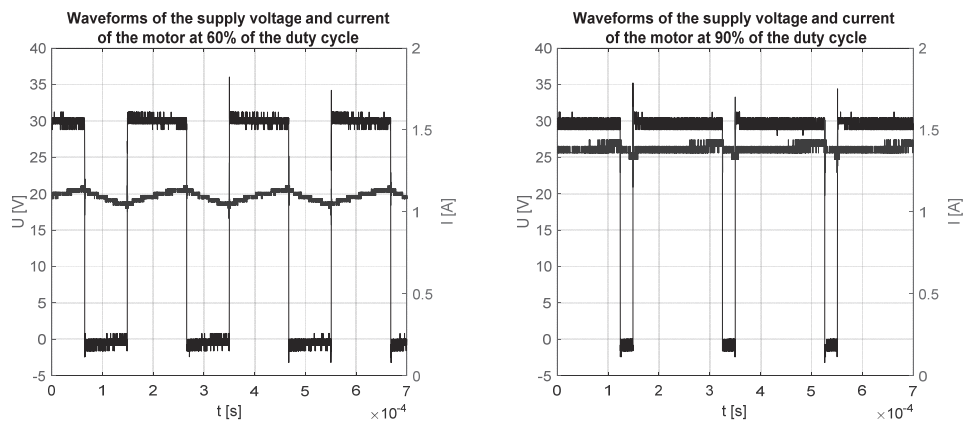 Waveforms of the supply voltage and current
of the motor at 60% of the duty cycle
40
35
30
25
20
15
10
5
0
-5
U [V]
2
1.5
1
0.5
0
I [A]
0 1 2 3 4 5 6 7
t [s]
×10-4
Waveforms of the supply voltage and current
of the motor at 90% of the duty cycle
40
35
30
25
20
15
10
5
0
-5
U [V]
2
1.5
1
0.5
0
I [A]
0 1 2 3 4 5 6 7
t [s]
×10-4